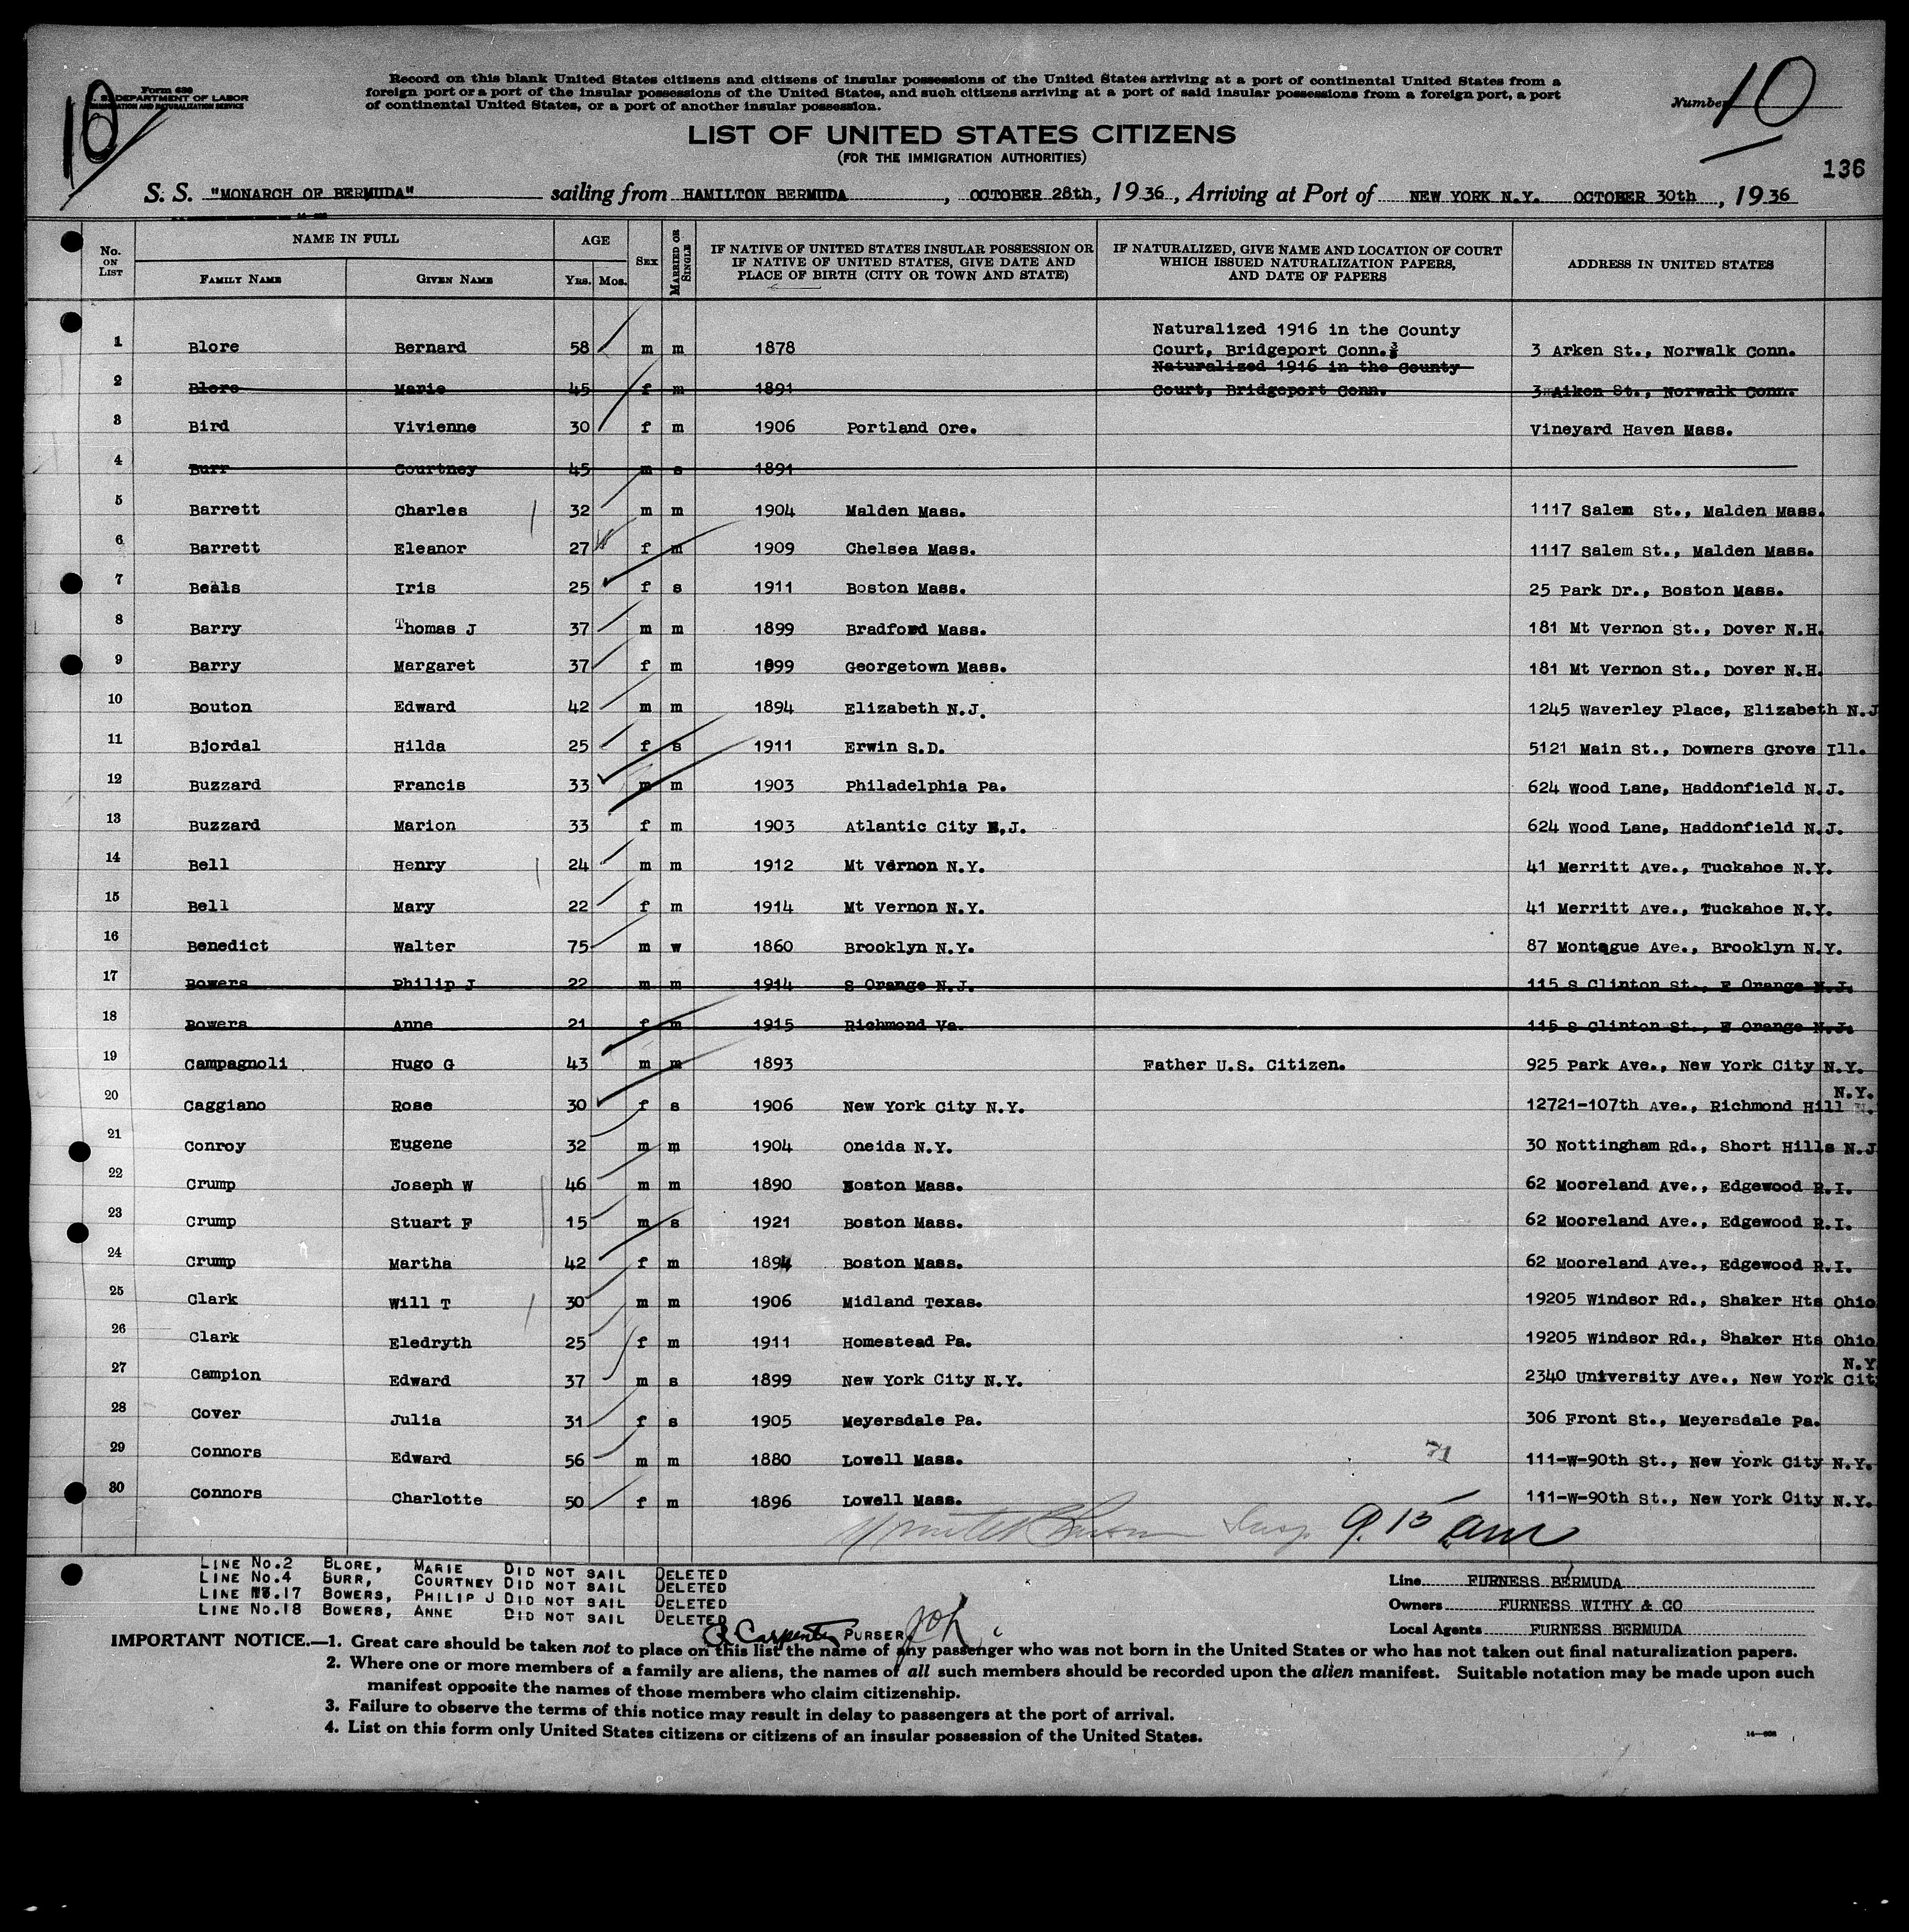 10
Form 630
U. S. DEPARTMENT OF LABOR
IMMIGRATION AND NATURALIZATION SERVICE
Record on this blank United States citizens and citizens of insular possessions of the United States arriving at a port of continental United States from a
foreign port or a port of the insular possessions of the United States, and such citizens arriving at a port of said insular possessions from a foreign port, a port
of continental United States, or a port of another insular possession.
Number 10
LIST OF UNITED STATES CITIZENS
(FOR THE IMMIGRATION AUTHORITIES)
136
S. S. "MONARCH OF BERMUDA" sailing from HAMILTON BERMUDA, OCTOBER 28th, 1936, Arriving at Port of NEW YORK N.Y. OCTOBER 30th, 1936
No. ON LIST
NAME IN FULL
FAMILY NAME GIVEN NAME
AGE
YRS. MOS.
SEX
MARRIED OR SINGLE
IF NATIVE OF UNITED STATES INSULAR POSSESSION OR
IF NATIVE OF UNITED STATES, GIVE DATE AND
PLACE OF BIRTH (CITY OR TOWN AND STATE)
IF NATURALIZED, GIVE NAME AND LOCATION OF COURT
WHICH ISSUED NATURALIZATION PAPERS,
AND DATE OF PAPERS
ADDRESS IN UNITED STATES
Naturalized 1916 in the County
1 Blore Bernard 58 m m 1878 Court, Bridgeport Conn. 3 Arken St., Norwalk Conn.
Naturalized 1916 in the County
2 Blore Marie 45 f m 1891 Court, Bridgeport Conn. 3 Aiken St., Norwalk Conn.
3 Bird Vivienne 30 f m 1906 Portland Ore. Vineyard Haven Mass.
4 Burr Courtney 45 m s 1891
5 Barrett Charles 32 m m 1904 Malden Mass. 1117 Salem St., Malden Mass.
6 Barrett Eleanor 27 f m 1909 Chelsea Mass. 1117 Salem St., Malden Mass.
7 Beals Iris 25 f s 1911 Boston Mass. 25 Park Dr., Boston Mass.
8 Barry Thomas J 37 m m 1899 Bradford Mass. 181 Mt Vernon St., Dover N.H.
9 Barry Margaret 37 f m 1899 Georgetown Mass. 181 Mt Vernon St., Dover N.H.
10 Bouton Edward 42 m m 1894 Elizabeth N.J. 1245 Waverley Place, Elizabeth N.J
11 Bjordal Hilda 25 f s 1911 Erwin S.D. 5121 Main St., Downers Grove Ill.
12 Buzzard Francis 33 m m 1903 Philadelphia Pa. 624 Wood Lane, Haddonfield N.J.
13 Buzzard Marion 33 f m 1903 Atlantic City N.J. 624 Wood Lane, Haddonfield N.J.
14 Bell Henry 24 m m 1912 Mt Vernon N.Y. 41 Merritt Ave., Tuckahoe N.Y.
15 Bell Mary 22 f m 1914 Mt Vernon N.Y. 41 Merritt Ave., Tuckahoe N.Y.
16 Benedict Walter 75 m w 1860 Brooklyn N.Y. 87 Montague Ave., Brooklyn N.Y.
17 Bowers Philip J 22 m m 1914 S Orange N.J. 115 S Clinton St., E Orange N.J.
18 Bowers Anne 21 f m 1915 Richmond Va. 115 S Clinton St., E Orange N.J.
19 Campagnoli Hugo G 43 m m 1893 Father U.S. Citizen. 925 Park Ave., New York City N.Y.
N.Y.
20 Caggiano Rose 30 f s 1906 New York City N.Y. 12721-107th Ave., Richmond Hill
21 Conroy Eugene 32 m m 1904 Oneida N.Y. 30 Nottingham Rd., Short Hills N.J
22 Crump Joseph W 46 m m 1890 Boston Mass. 62 Mooreland Ave., Edgewood R.I.
23 Crump Stuart F 15 m s 1921 Boston Mass. 62 Mooreland Ave., Edgewood R.I.
24 Crump Martha 42 f m 1894 Boston Mass. 62 Mooreland Ave., Edgewood R.I.
25 Clark Will T 30 m m 1906 Midland Texas. 19205 Windsor Rd., Shaker Hts Ohio
26 Clark Eledryth 25 f m 1911 Homestead Pa. 19205 Windsor Rd., Shaker Hts Ohio
N.Y
27 Campion Edward 37 m s 1899 New York City N.Y. 2340 University Ave., New York Cit
28 Cover Julia 31 f s 1905 Meyersdale Pa. 306 Front St., Meyersdale Pa.
29 Connors Edward 56 m m 1880 Lowell Mass. 111-W-90th St., New York City N.Y.
30 Connors Charlotte 50 f m 1896 Lowell Mass. 111-W-90th St., New York City N.Y.
9.15 am
LINE NO.2 BLORE, MARIE DID NOT SAIL DELETED
LINE NO.4 BURR, COURTNEY DID NOT SAIL DELETED
LINE NO.17 BOWERS, PHILIP J DID NOT SAIL DELETED
LINE NO.18 BOWERS, ANNE DID NOT SAIL DELETED
Carpenter PURSER
Line FURNESS BERMUDA
Owners FURNESS WITHY & CO
Local Agents FURNESS BERMUDA
IMPORTANT NOTICE.—1. Great care should be taken not to place on this list the name of any passenger who was not born in the United States or who has not taken out final naturalization papers.
2. Where one or more members of a family are aliens, the names of all such members should be recorded upon the alien manifest. Suitable notation may be made upon such
manifest opposite the names of those members who claim citizenship.
3. Failure to observe the terms of this notice may result in delay to passengers at the port of arrival.
4. List on this form only United States citizens or citizens of an insular possession of the United States.